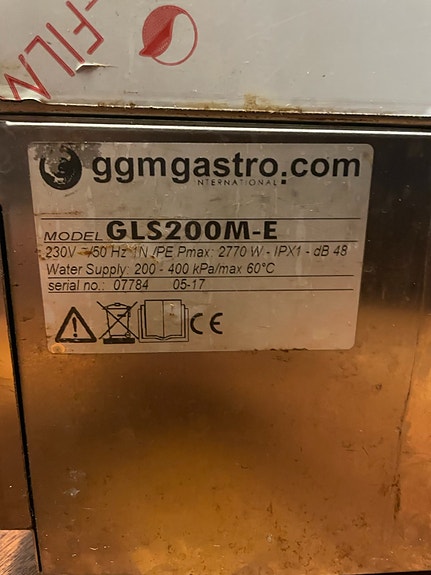 -FILM
ggmgastro.com
INTERNATIONAL
MODEL GLS200M-E
230V ~/50 Hz 1N /PE Pmax: 2770 W - IPX1 - dB 48
Water Supply: 200 - 400 kPa/max 60°C
serial no.: 07784 05-17
CE